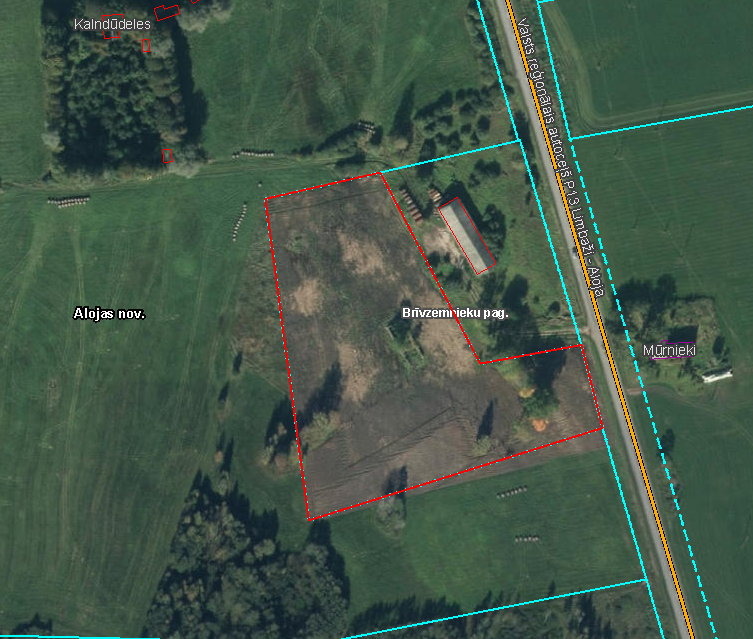 Kalndūdeles
Valsts reģionālais autoceļš P13 Limbaži - Aloja
Alojas nov.
Brīvzemnieku pag.
Mūrnieki